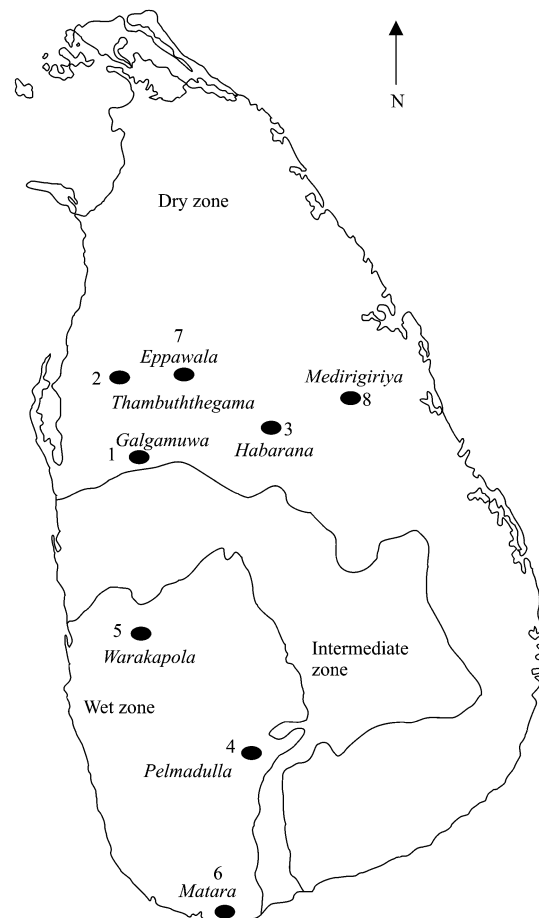 N
Dry zone
7
Eppawala
2
Medirigiriya
8
Thambuththegama
3
Habarana
Galgamuwa
1
5
Warakapola
Intermediate
zone
Wet zone
4
Pelmadulla
6
Matara